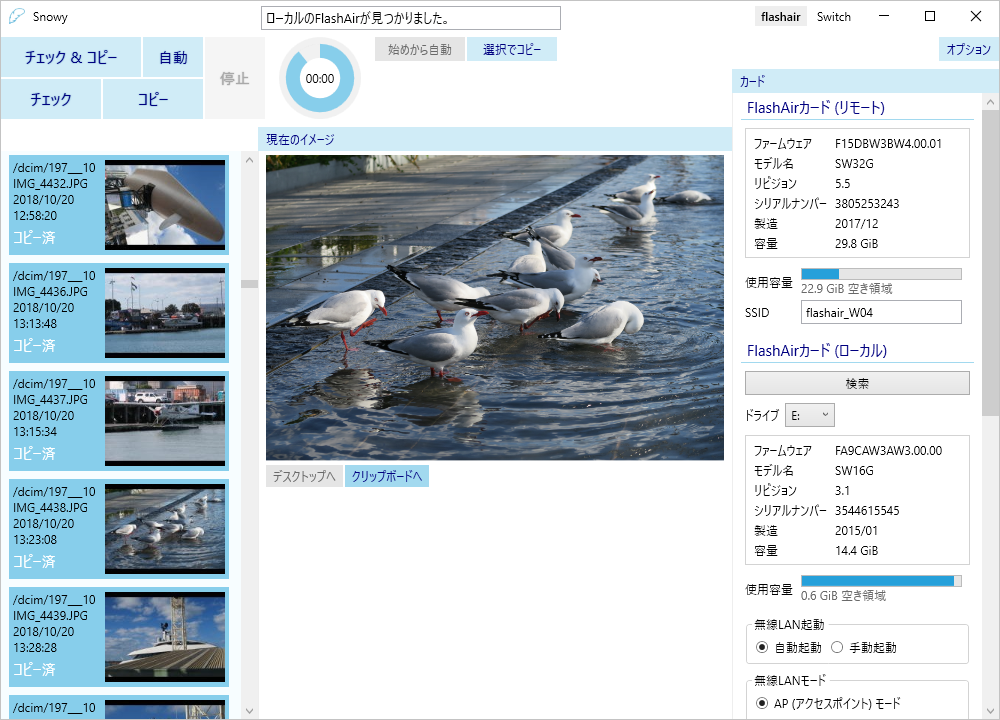 Snowy
ローカルのFlashAirが見つかりました。
flashair
Switch
チェック & コピー
自動
停止
チェック
コピー
00:00
始めから自動
選択でコピー
オプション
現在のイメージ
/dcim/197__10
IMG_4432.JPG
2018/10/20
12:58:20
コピー済
/dcim/197__10
IMG_4436.JPG
2018/10/20
13:13:48
コピー済
/dcim/197__10
IMG_4437.JPG
2018/10/20
13:15:34
コピー済
/dcim/197__10
IMG_4438.JPG
2018/10/20
13:23:08
コピー済
/dcim/197__10
IMG_4439.JPG
2018/10/20
13:28:28
コピー済
/dcim/197__10
デスクトップへ
クリップボードへ
カード
FlashAirカード (リモート)
ファームウェア F15DBW3BW4.00.01
モデル名 SW32G
リビジョン 5.5
シリアルナンバー 3805253243
製造 2017/12
容量 29.8 GiB
使用容量
22.9 GiB 空き領域
SSID flashair_W04
FlashAirカード (ローカル)
検索
ドライブ E:
ファームウェア FA9CAW3AW3.00.00
モデル名 SW16G
リビジョン 3.1
シリアルナンバー 3544615545
製造 2015/01
容量 14.4 GiB
使用容量
0.6 GiB 空き領域
無線LAN起動
自動起動 手動起動
無線LANモード
AP (アクセスポイント) モード